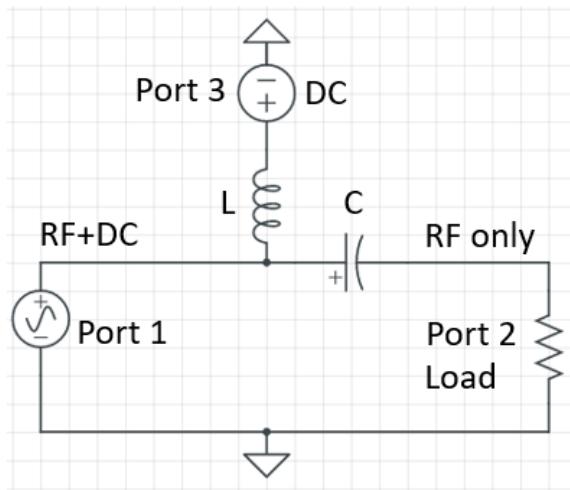 Port 3
DC
L
C
RF+DC
RF only
Port 1
Port 2
Load